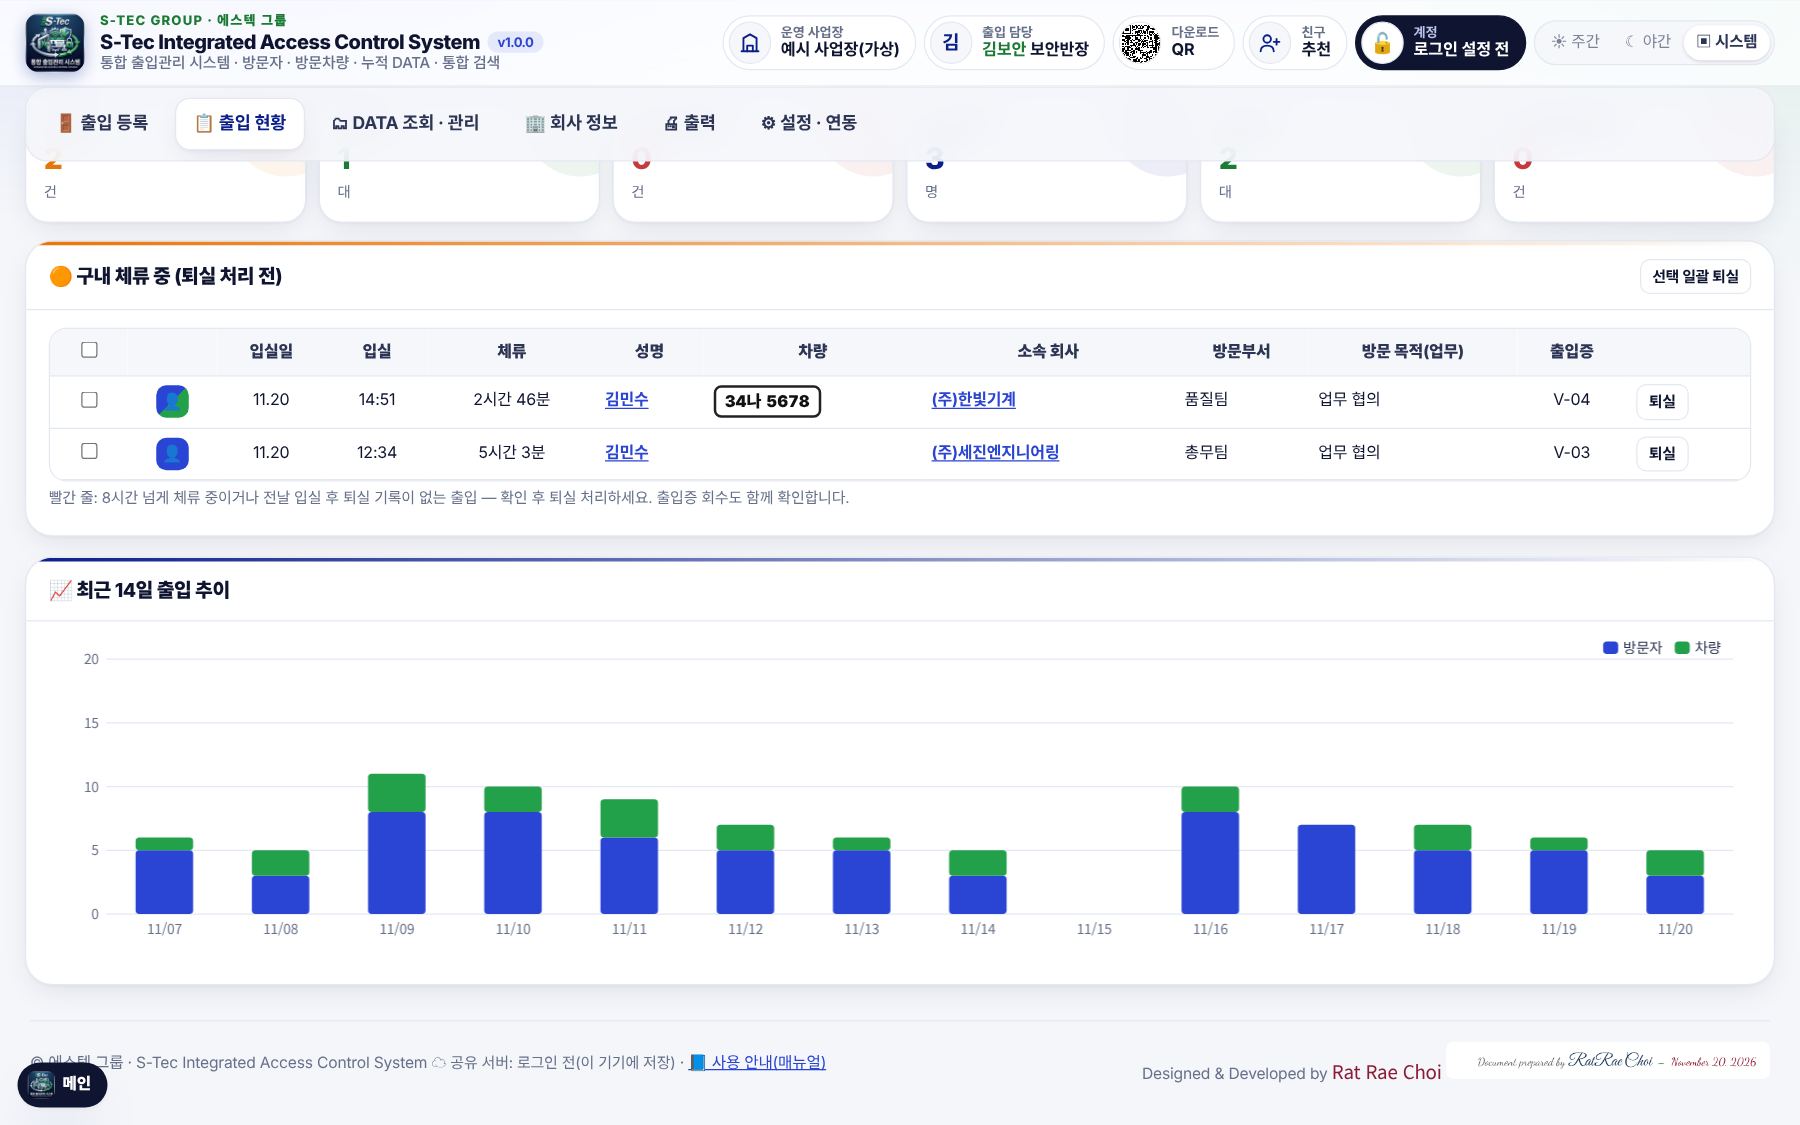 S-TEC GROUP · 에스텍 그룹
S-Tec Integrated Access Control System v1.0.0
통합 출입관리 시스템 · 방문자 · 방문차량 · 누적 DATA · 통합 검색
운영 사업장
예시 사업장(가상)
김
출입 담당
김보안 보안반장
다운로드
QR
친구
추천
계정
로그인 설정 전
주간
야간
시스템
출입 등록
출입 현황
DATA 조회 · 관리
회사 정보
출력
설정 · 연동
2 1 0 3 2 0
건 대 건 명 대 건
구내 체류 중 (퇴실 처리 전)
선택 일괄 퇴실
입실일 입실 체류 성명 차량 소속 회사 방문부서 방문 목적(업무) 출입증
11.20 14:51 2시간 46분 김민수 34나 5678 (주)한빛기계 품질팀 업무 협의 V-04 퇴실
11.20 12:34 5시간 3분 김민수 (주)세진엔지니어링 총무팀 업무 협의 V-03 퇴실
빨간 줄: 8시간 넘게 체류 중이거나 전날 입실 후 퇴실 기록이 없는 출입 — 확인 후 퇴실 처리하세요. 출입증 회수도 함께 확인합니다.
최근 14일 출입 추이
방문자 차량
20
15
10
5
0
11/07 11/08 11/09 11/10 11/11 11/12 11/13 11/14 11/15 11/16 11/17 11/18 11/19 11/20
© 에스텍 그룹 · S-Tec Integrated Access Control System 공유 서버: 로그인 전(이 기기에 저장) · 사용 안내(매뉴얼)
메인
Designed & Developed by Rat Rae Choi
Document prepared by RatRae Choi – November 20, 2026